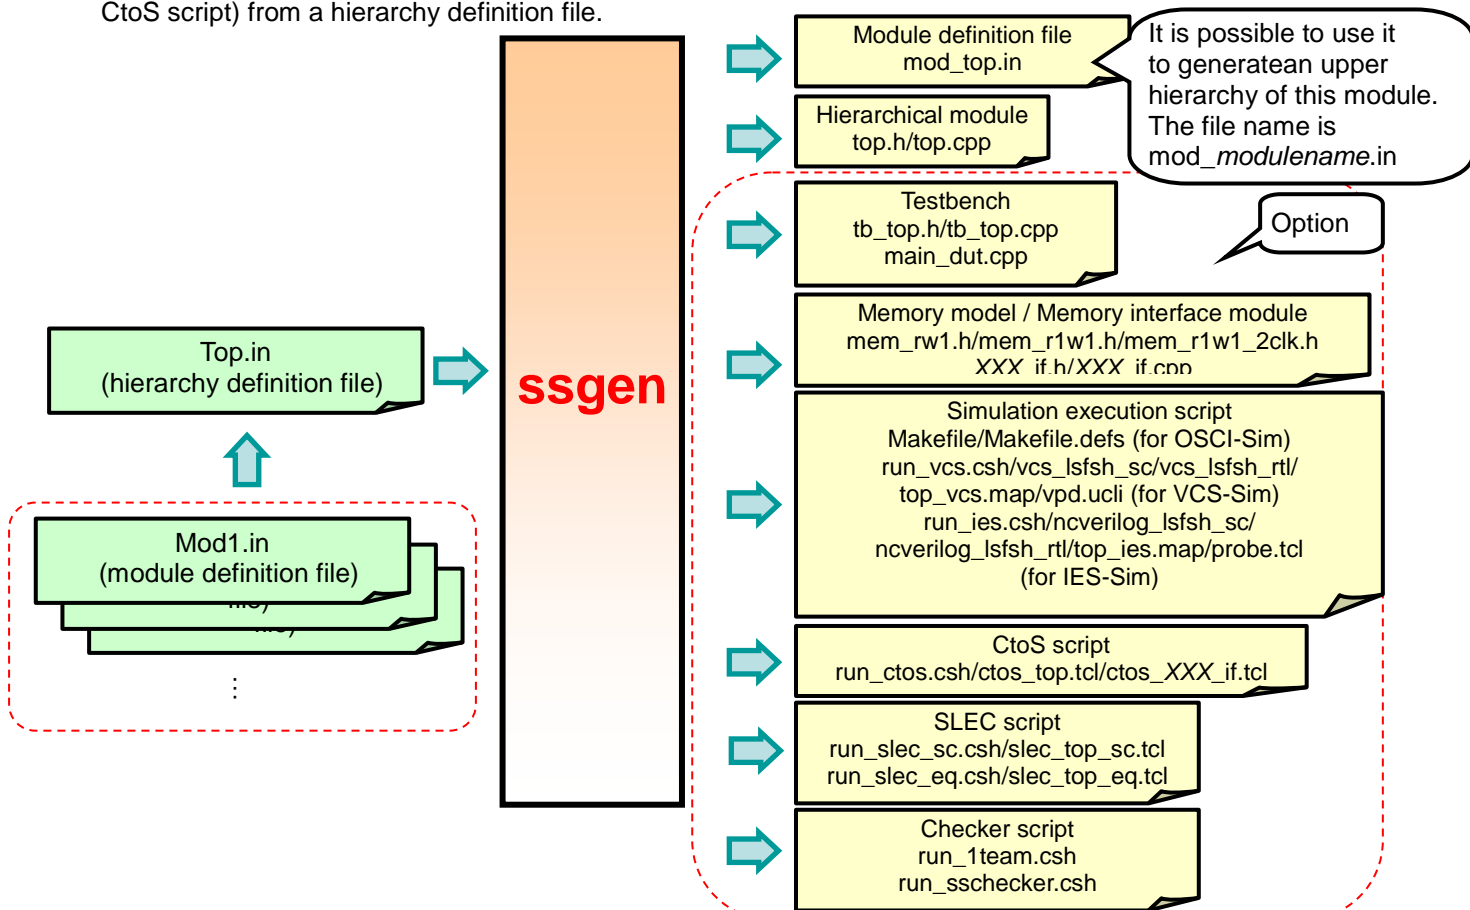 CtoS script) from a hierarchy definition file.
Module definition file
mod_top.in
It is possible to use it
to generatean upper
hierarchy of this module.
The file name is
mod_modulename.in
Hierarchical module
top.h/top.cpp
Testbench
tb_top.h/tb_top.cpp
main_dut.cpp
Option
Memory model / Memory interface module
mem_rw1.h/mem_r1w1.h/mem_r1w1_2clk.h
XXX_if.h/XXX_if.cpp
Top.in
(hierarchy definition file)
ssgen
Simulation execution script
Makefile/Makefile.defs (for OSCI-Sim)
run_vcs.csh/vcs_lsfsh_sc/vcs_lsfsh_rtl/
top_vcs.map/vpd.ucli (for VCS-Sim)
run_ies.csh/ncverilog_lsfsh_sc/
ncverilog_lsfsh_rtl/top_ies.map/probe.tcl
(for IES-Sim)
Mod1.in
(module definition file)
file)
file)
⋮
CtoS script
run_ctos.csh/ctos_top.tcl/ctos_XXX_if.tcl
SLEC script
run_slec_sc.csh/slec_top_sc.tcl
run_slec_eq.csh/slec_top_eq.tcl
Checker script
run_1team.csh
run_sschecker.csh